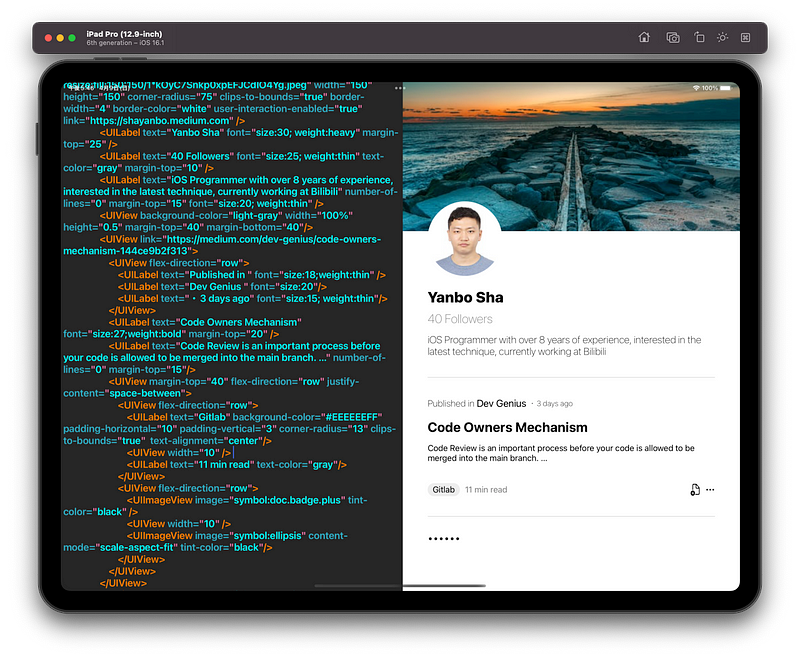 iPad Pro (12.9-inch)
6th generation – iOS 16.1
100%
resize:fill:150:150/1*kOyC7Snkp0xpEFJCdIO4Yg.jpeg" width="150"
height="150" corner-radius="75" clips-to-bounds="true" border-
width="4" border-color="white" user-interaction-enabled="true"
link="https://shayanbo.medium.com" />
<UILabel text="Yanbo Sha" font="size:30; weight:heavy" margin-
top="25" />
<UILabel text="40 Followers" font="size:25; weight:thin" text-
color="gray" margin-top="10" />
<UILabel text="iOS Programmer with over 8 years of experience,
interested in the latest technique, currently working at Bilibili" number-of-
lines="0" margin-top="15" font="size:20; weight:thin" />
<UIView background-color="light-gray" width="100%"
height="0.5" margin-top="40" margin-bottom="40"/>
<UIView link="https://medium.com/dev-genius/code-owners-
mechanism-144ce9b2f313">
<UIView flex-direction="row">
<UILabel text="Published in " font="size:18;weight:thin" />
<UILabel text="Dev Genius " font="size:20"/>
<UILabel text=" · 3 days ago" font="size:15; weight:thin"/>
</UIView>
<UILabel text="Code Owners Mechanism"
font="size:27;weight:bold" margin-top="20" />
<UILabel text="Code Review is an important process before
your code is allowed to be merged into the main branch. ..." number-of-
lines="0" margin-top="15"/>
<UIView margin-top="40" flex-direction="row" justify-
content="space-between">
<UIView flex-direction="row">
<UILabel text="Gitlab" background-color="#EEEEEEFF"
padding-horizontal="10" padding-vertical="3" corner-radius="13" clips-
to-bounds="true" text-alignment="center"/>
<UIView width="10" />
<UILabel text="11 min read" text-color="gray"/>
</UIView>
<UIView flex-direction="row">
<UIImageView image="symbol:doc.badge.plus" tint-
color="black" />
<UIView width="10" />
<UIImageView image="symbol:ellipsis" content-
mode="scale-aspect-fit" tint-color="black"/>
</UIView>
</UIView>
</UIView>
Yanbo Sha
40 Followers
iOS Programmer with over 8 years of experience, interested in the
latest technique, currently working at Bilibili
Published in Dev Genius · 3 days ago
Code Owners Mechanism
Code Review is an important process before your code is allowed to be
merged into the main branch. ...
Gitlab 11 min read
......